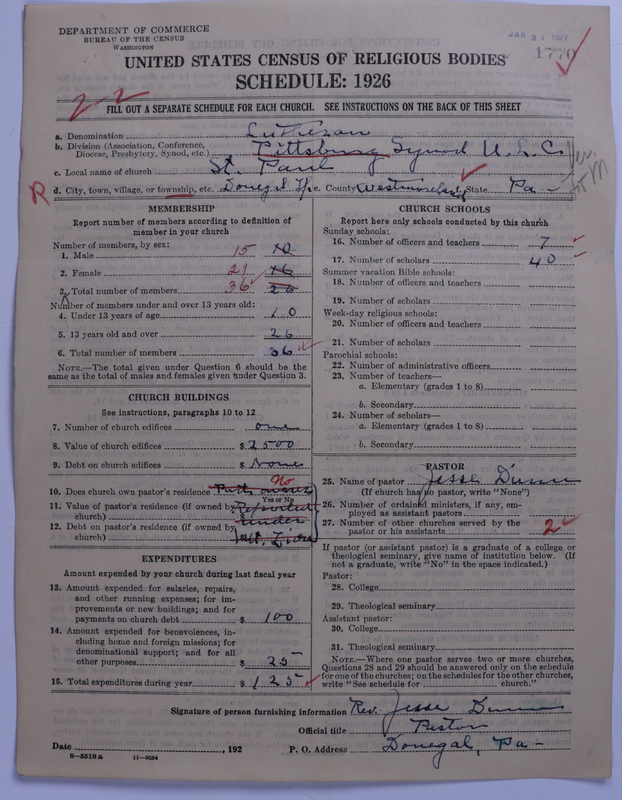 DEPARTMENT OF COMMERCE
BUREAU OF THE CENSUS
WASHINGTON
1770
UNITED STATES CENSUS OF RELIGIOUS BODIES
SCHEDULE: 1926
22
FILL OUT A SEPARATE SCHEDULE FOR EACH CHURCH. SEE INSTRUCTIONS ON THE BACK OF THIS SHEET
a. Denomination Lutheran
b. Division (Association, Conference, Diocese, Presbytery, Synod, etc.) Pittsburg Synod U. L. C.
c. Local name of church St. Paul
R d. City, town, village, or township, etc. Donegal Tp. e. County Westmoreland f. State Pa -
MEMBERSHIP
Report number of members according to definition of
member in your church
Number of members, by sex:
1. Male 15 10
2. Female 21 16
3. Total number of members 36 26
Number of members under and over 13 years old:
4. Under 13 years of age 10
5. 13 years old and over 26
6. Total number of members 36
NOTE.—The total given under Question 6 should be
same as the total of males and females given under Question 3.
CHURCH BUILDINGS
See instructions, paragraphs 10 to 12
7. Number of church edifices one
8. Value of church edifices $ 2500
9. Debt on church edifices $ None
10. Does church own pastor's residence No
Yes or No
11. Value of pastor's residence (if owned by Reported
church)
12. Debt on pastor's residence (if owned by under
church)
EXPENDITURES
Amount expended by your church during last fiscal year
13. Amount expended for salaries, repairs,
and other running expenses; for im-
provements or new buildings; and for
payments on church debt $ 100
14. Amount expended for benevolences, in-
cluding home and foreign missions; for
denominational support; and for all
other purposes $ 25 —
15. Total expenditures during year $ 125
CHURCH SCHOOLS
Report here only schools conducted by this church
Sunday schools:
16. Number of officers and teachers 7
17. Number of scholars 40
Summer vacation Bible schools:
18. Number of officers and teachers
19. Number of scholars
Week-day religious schools:
20. Number of officers and teachers
21. Number of scholars
Parochial schools:
22. Number of administrative officers
23. Number of teachers—
a. Elementary (grades 1 to 8)
b. Secondary
24. Number of scholars—
a. Elementary (grades 1 to 8)
b. Secondary
PASTOR
25. Name of pastor Jesse Dunn
(If church has no pastor, write "None")
26. Number of ordained ministers, if any, em-
ployed as assistant pastors
27. Number of other churches served by the
pastor or his assistants 2
If pastor (or assistant pastor) is a graduate of a college or
theological seminary, give name of institution below. (If
not a graduate, write "No" in the space indicated.)
Pastor:
28. College
29. Theological seminary
Assistant pastor:
30. College
31. Theological seminary
NOTE.—Where one pastor serves two or more churches,
Questions 28 and 29 should be answered only on the schedule
for one of the churches; on the schedules for the other churches,
write "See schedule for church."
Signature of person furnishing information Rev. Jesse Dunn
Official title Pastor
Date , 192 P. O. Address Donegal, Pa -
8—5518 a 11—9654